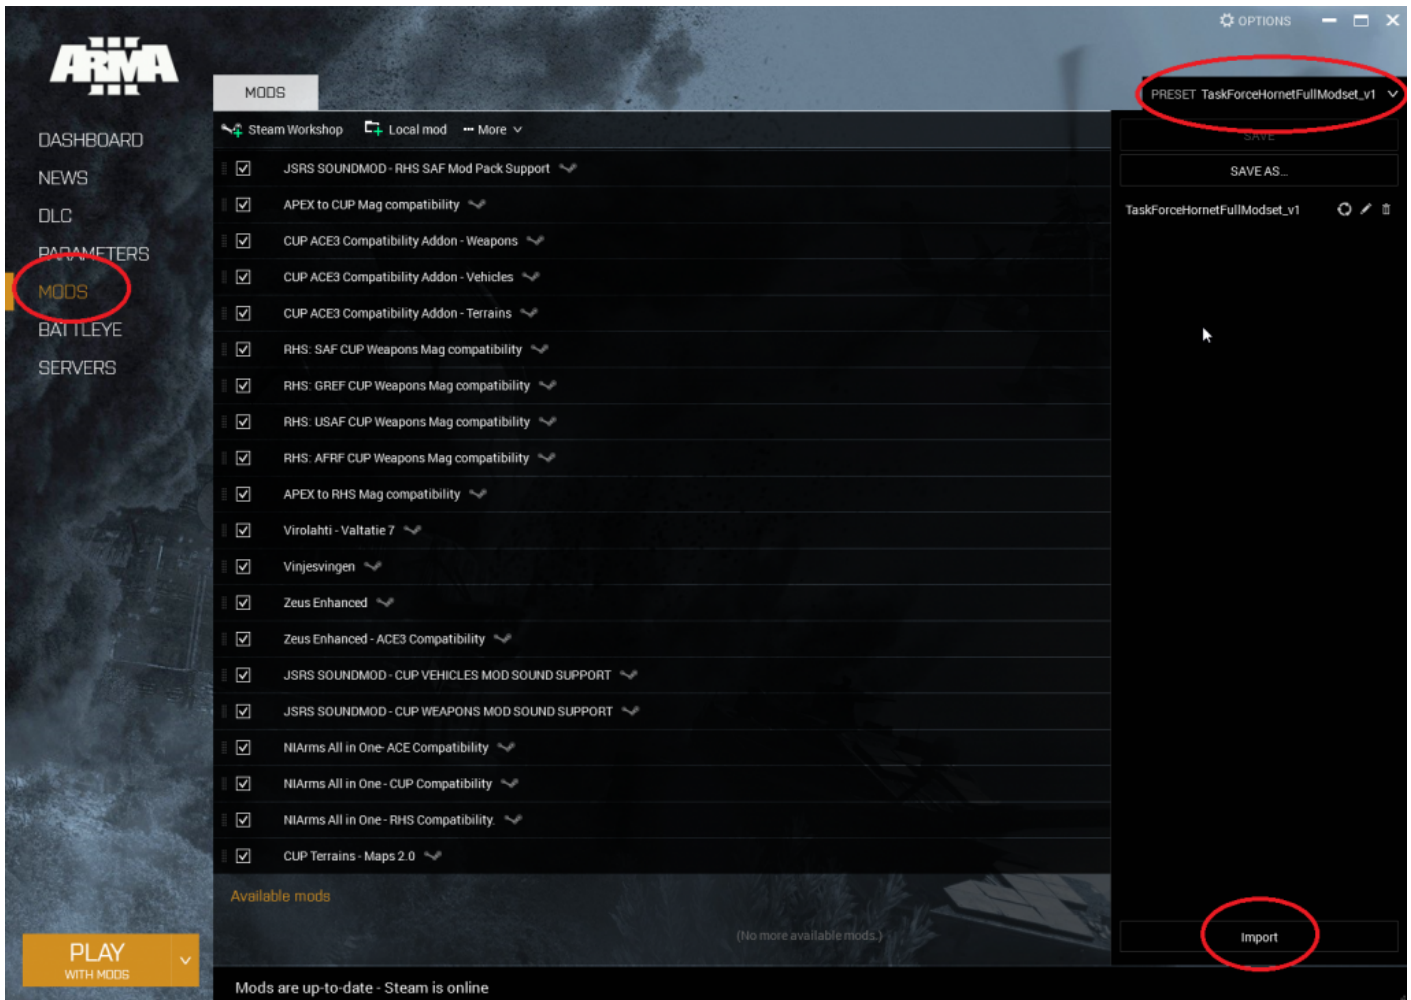 OPTIONS
ARMA
III
MODS
PRESET TaskForceHornetFullModset_v1
Steam Workshop Local mod ··· More
SAVE
SAVE AS...
TaskForceHornetFullModset_v1
DASHBOARD
NEWS
DLC
PARAMETERS
MODS
BATTLEYE
SERVERS
JSRS SOUNDMOD - RHS SAF Mod Pack Support
APEX to CUP Mag compatibility
CUP ACE3 Compatibility Addon - Weapons
CUP ACE3 Compatibility Addon - Vehicles
CUP ACE3 Compatibility Addon - Terrains
RHS: SAF CUP Weapons Mag compatibility
RHS: GREF CUP Weapons Mag compatibility
RHS: USAF CUP Weapons Mag compatibility
RHS: AFRF CUP Weapons Mag compatibility
APEX to RHS Mag compatibility
Virolahti - Valtatie 7
Vinjesvingen
Zeus Enhanced
Zeus Enhanced - ACE3 Compatibility
JSRS SOUNDMOD - CUP VEHICLES MOD SOUND SUPPORT
JSRS SOUNDMOD - CUP WEAPONS MOD SOUND SUPPORT
NIArms All in One- ACE Compatibility
NIArms All in One - CUP Compatibility
NIArms All in One - RHS Compatibility.
CUP Terrains - Maps 2.0
Available mods
(No more available mods.)
Import
PLAY
WITH MODS
Mods are up-to-date - Steam is online